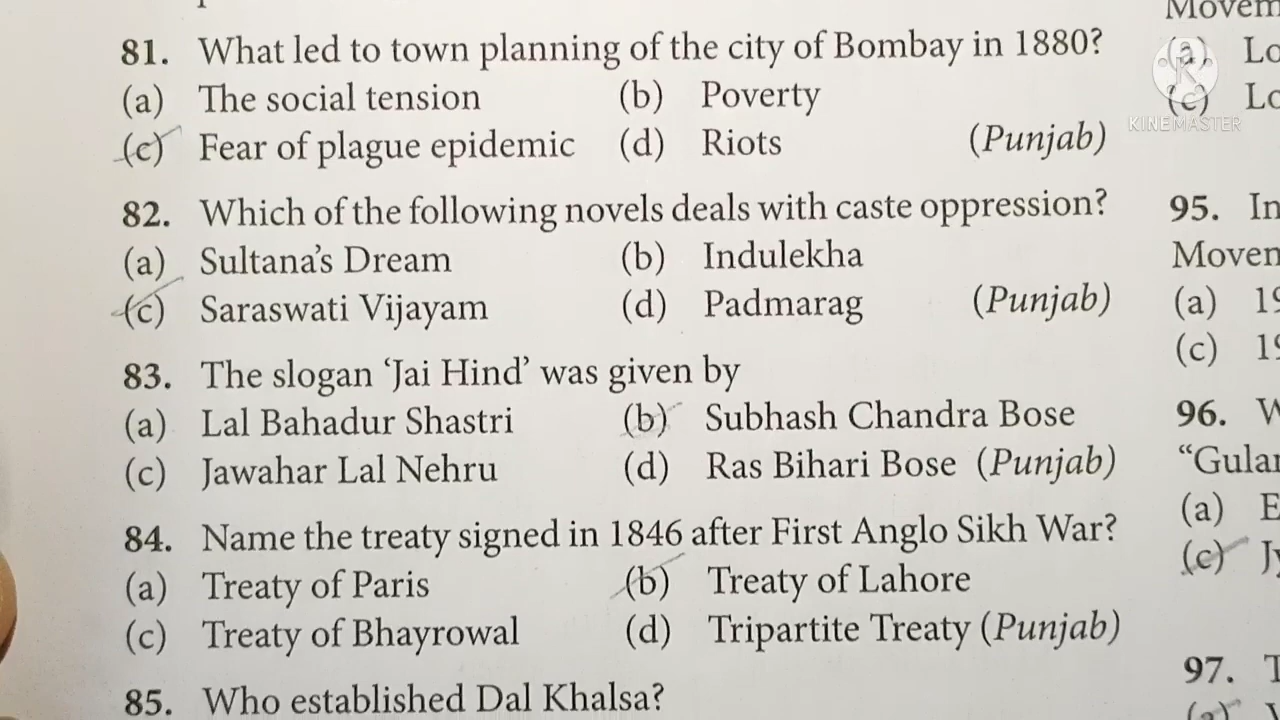 81. What led to town planning of the city of Bombay in 1880?
(a) The social tension (b) Poverty
(c) Fear of plague epidemic (d) Riots (Punjab)
82. Which of the following novels deals with caste oppression?
(a) Sultana's Dream (b) Indulekha
(c) Saraswati Vijayam (d) Padmarag (Punjab)
83. The slogan 'Jai Hind' was given by
(a) Lal Bahadur Shastri (b) Subhash Chandra Bose
(c) Jawahar Lal Nehru (d) Ras Bihari Bose (Punjab)
84. Name the treaty signed in 1846 after First Anglo Sikh War?
(a) Treaty of Paris (b) Treaty of Lahore
(c) Treaty of Bhayrowal (d) Tripartite Treaty (Punjab)
85. Who established Dal Khalsa?
(a)
(c)
KINEMASTER
95. In
(a)
(c)
96.
(a)
(c)
97.